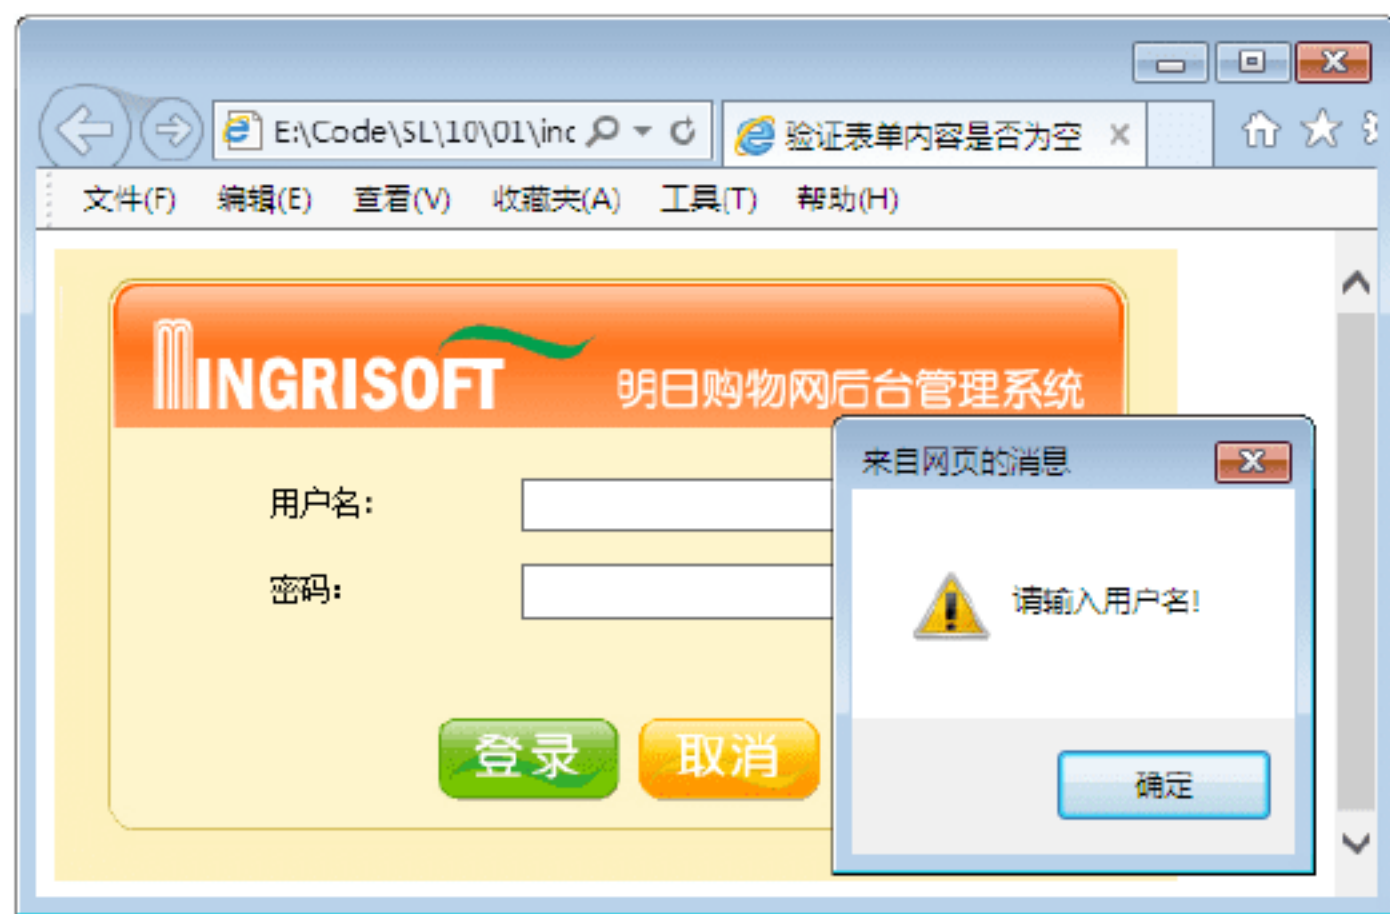 E:\Code\SL\10\01\inc
验证表单内容是否为空
文件(F) 编辑(E) 查看(V) 收藏夹(A) 工具(T) 帮助(H)
MINGRISOFT
明日购物网后台管理系统
来自网页的消息
用户名:
请输入用户名!
密码:
登录 取消
确定